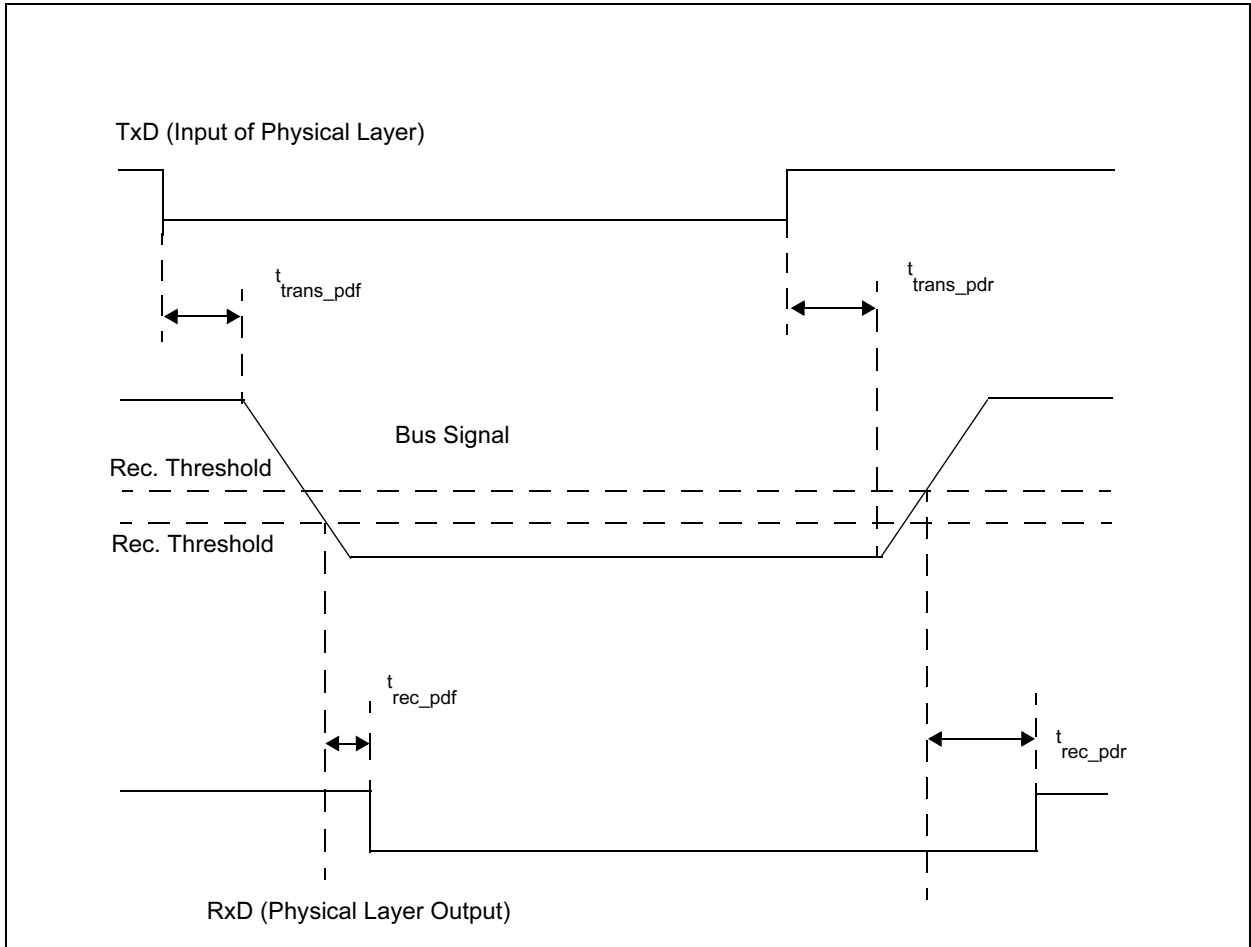 TxD (Input of Physical Layer)
t trans_pdf
t trans_pdr
Bus Signal
Rec. Threshold
Rec. Threshold
t rec_pdf
t rec_pdr
RxD (Physical Layer Output)